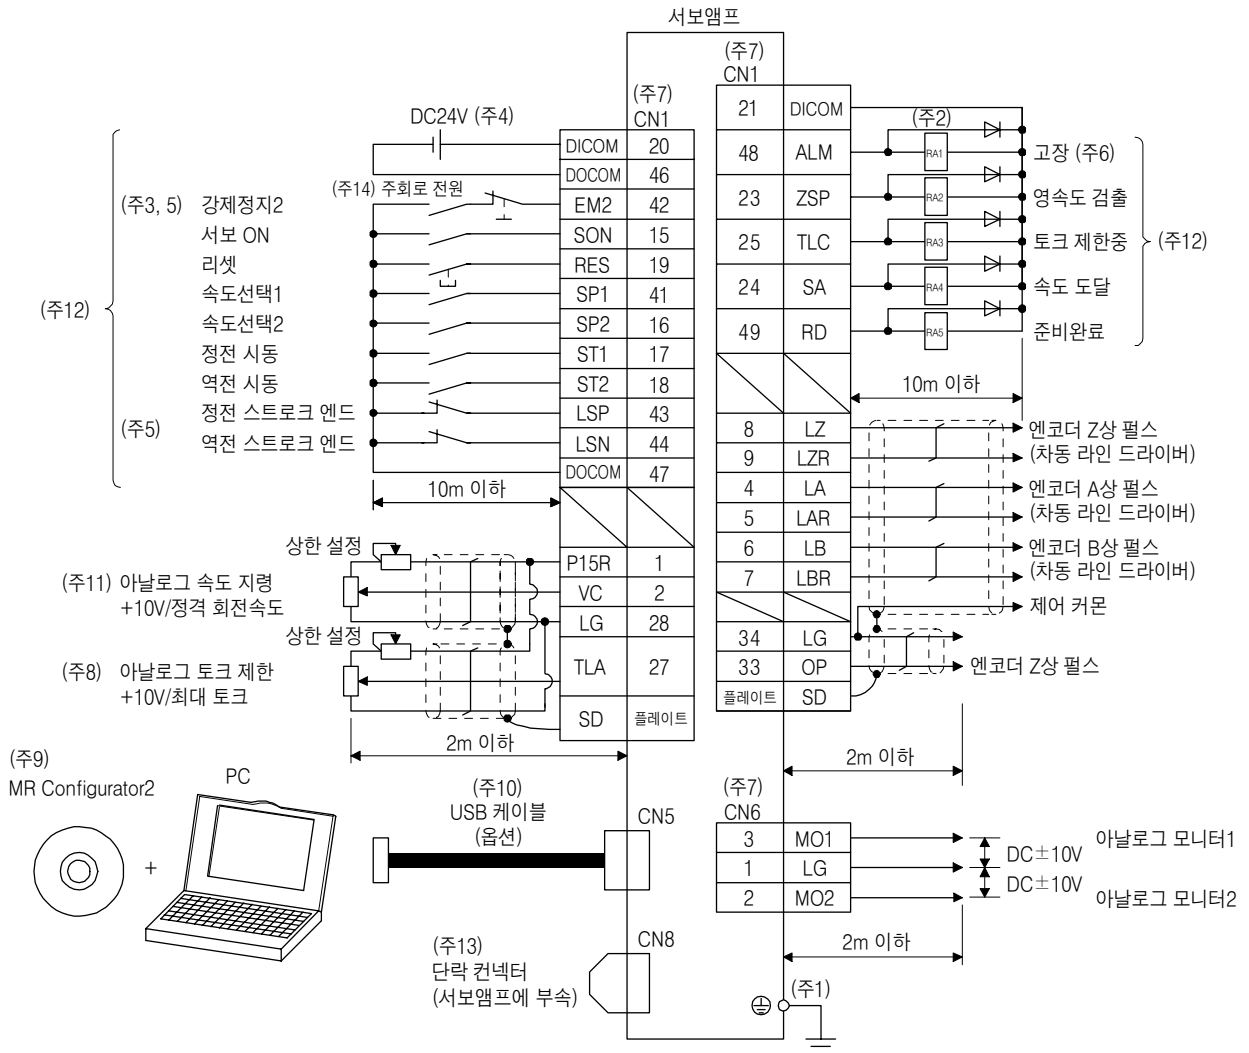 서보앰프
(주7)
CN1
DC24V (주4)
(주7)
CN1
DICOM 20
DOCOM 46
(주14) 주회로 전원
(주3, 5) 강제정지2 EM2 42
서보 ON SON 15
리셋 RES 19
속도선택1 SP1 41
속도선택2 SP2 16
(주12)
정전 시동 ST1 17
역전 시동 ST2 18
정전 스트로크 엔드 LSP 43
(주5)
역전 스트로크 엔드 LSN 44
DOCOM 47
10m 이하
상한 설정
P15R 1
(주11) 아날로그 속도 지령
+10V/정격 회전속도
VC 2
LG 28
상한 설정
(주8) 아날로그 토크 제한
+10V/최대 토크
TLA 27
SD 플레이트
2m 이하
21 DICOM
(주2)
48 ALM RA1 고장 (주6)
23 ZSP RA2 영속도 검출
25 TLC RA3 토크 제한중
(주12)
24 SA RA4 속도 도달
49 RD RA5 준비완료
10m 이하
8 LZ 엔코더 Z상 펄스
9 LZR (차동 라인 드라이버)
4 LA 엔코더 A상 펄스
5 LAR (차동 라인 드라이버)
6 LB 엔코더 B상 펄스
7 LBR (차동 라인 드라이버)
제어 커몬
34 LG
33 OP 엔코더 Z상 펄스
플레이트 SD
2m 이하
(주9)
MR Configurator2
PC
+
(주10)
USB 케이블
(옵션)
CN5
(주7)
CN6
3 MO1 아날로그 모니터1
DC±10V
1 LG
DC±10V
2 MO2 아날로그 모니터2
2m 이하
(주13)
단락 컨넥터
(서보앰프에 부속)
CN8
(주1)